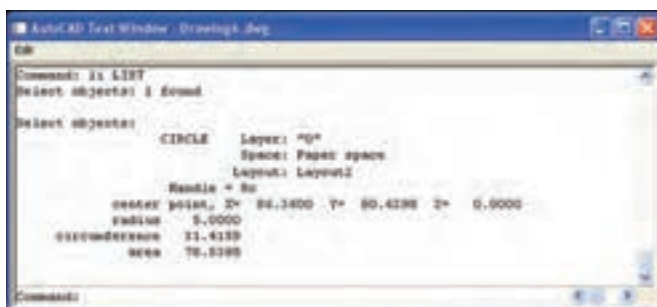 AutoCAD Text Window - Drawing4.dwg
Edit
Command: li LIST
Select objects: 1 found
Select objects:
CIRCLE Layer: "0"
Space: Paper space
Layout: Layout2
Handle =
center point, X= Y= Z= 0.0000
radius 5.0000
circumference 31.4159
area 78.5398
Command: